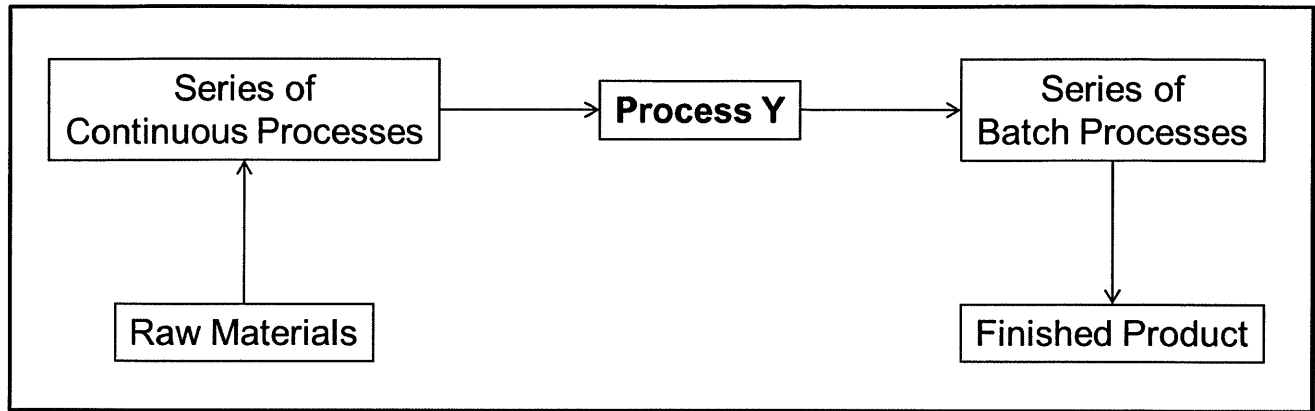 Series of
Continuous Processes
Process Y
Series of
Batch Processes
Raw Materials
Finished Product